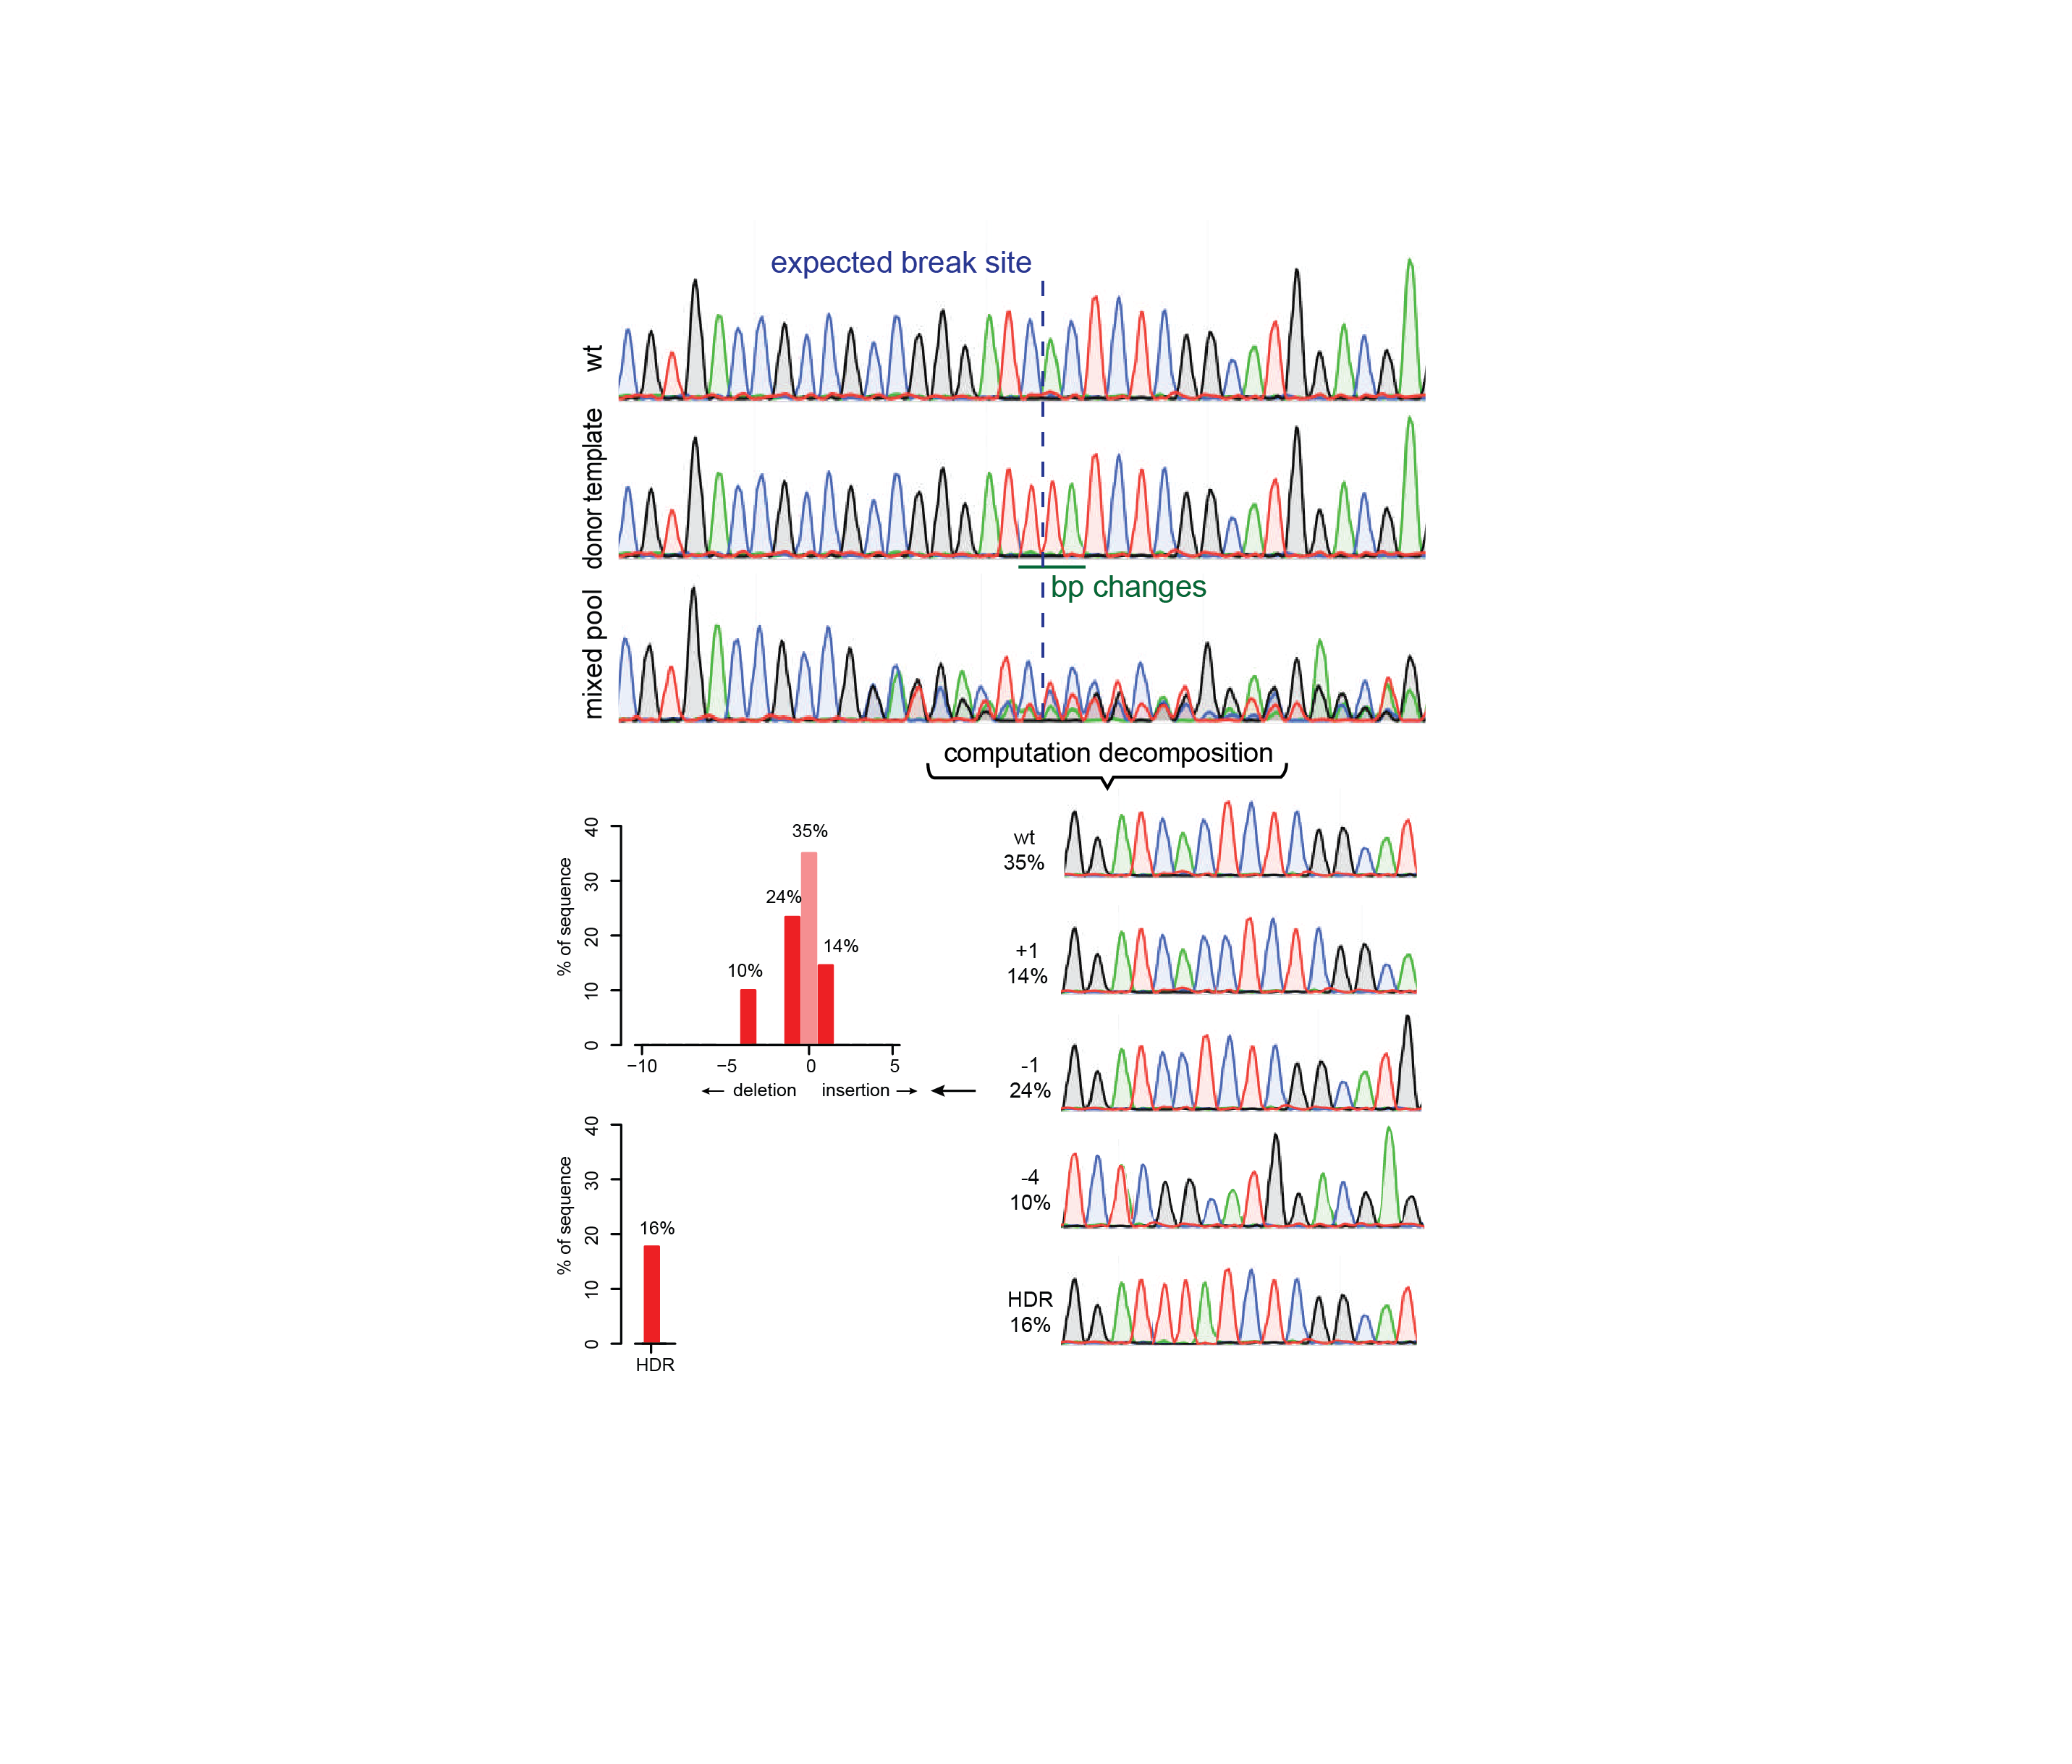 expected break site
wt
donor template
bp changes
mixed pool
computation decomposition
% of sequence
40
30
20
10
0
35%
24%
14%
10%
−10
−5
0
5
← deletion
insertion →
wt
35%
+1
14%
-1
24%
-4
10%
HDR
16%
% of sequence
40
30
20
10
0
16%
HDR